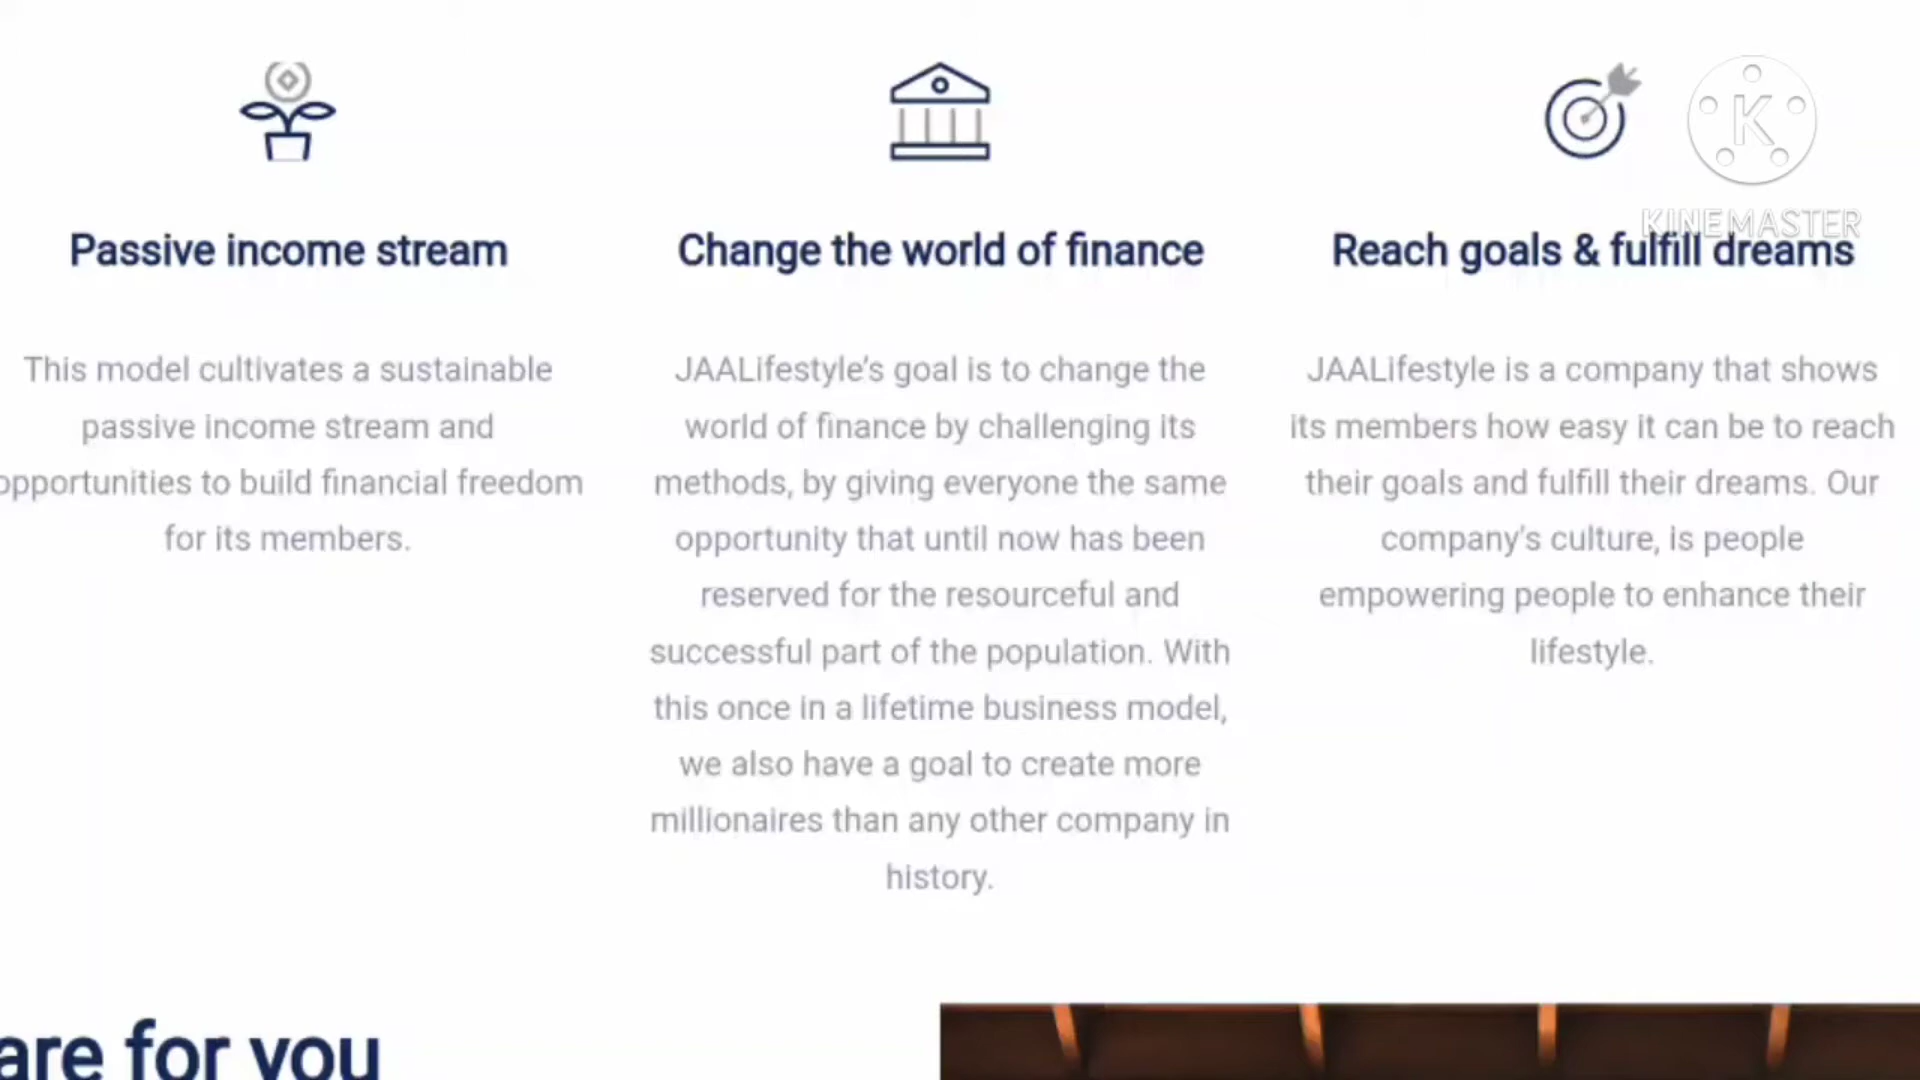 KINEMASTER
Passive income stream
This model cultivates a sustainable
passive income stream and
opportunities to build financial freedom
for its members.
Change the world of finance
JAALifestyle's goal is to change the
world of finance by challenging its
methods, by giving everyone the same
opportunity that until now has been
reserved for the resourceful and
successful part of the population. With
this once in a lifetime business model,
we also have a goal to create more
millionaires than any other company in
history.
Reach goals & fulfill dreams
JAALifestyle is a company that shows
its members how easy it can be to reach
their goals and fulfill their dreams. Our
company's culture, is people
empowering people to enhance their
lifestyle.
are for you